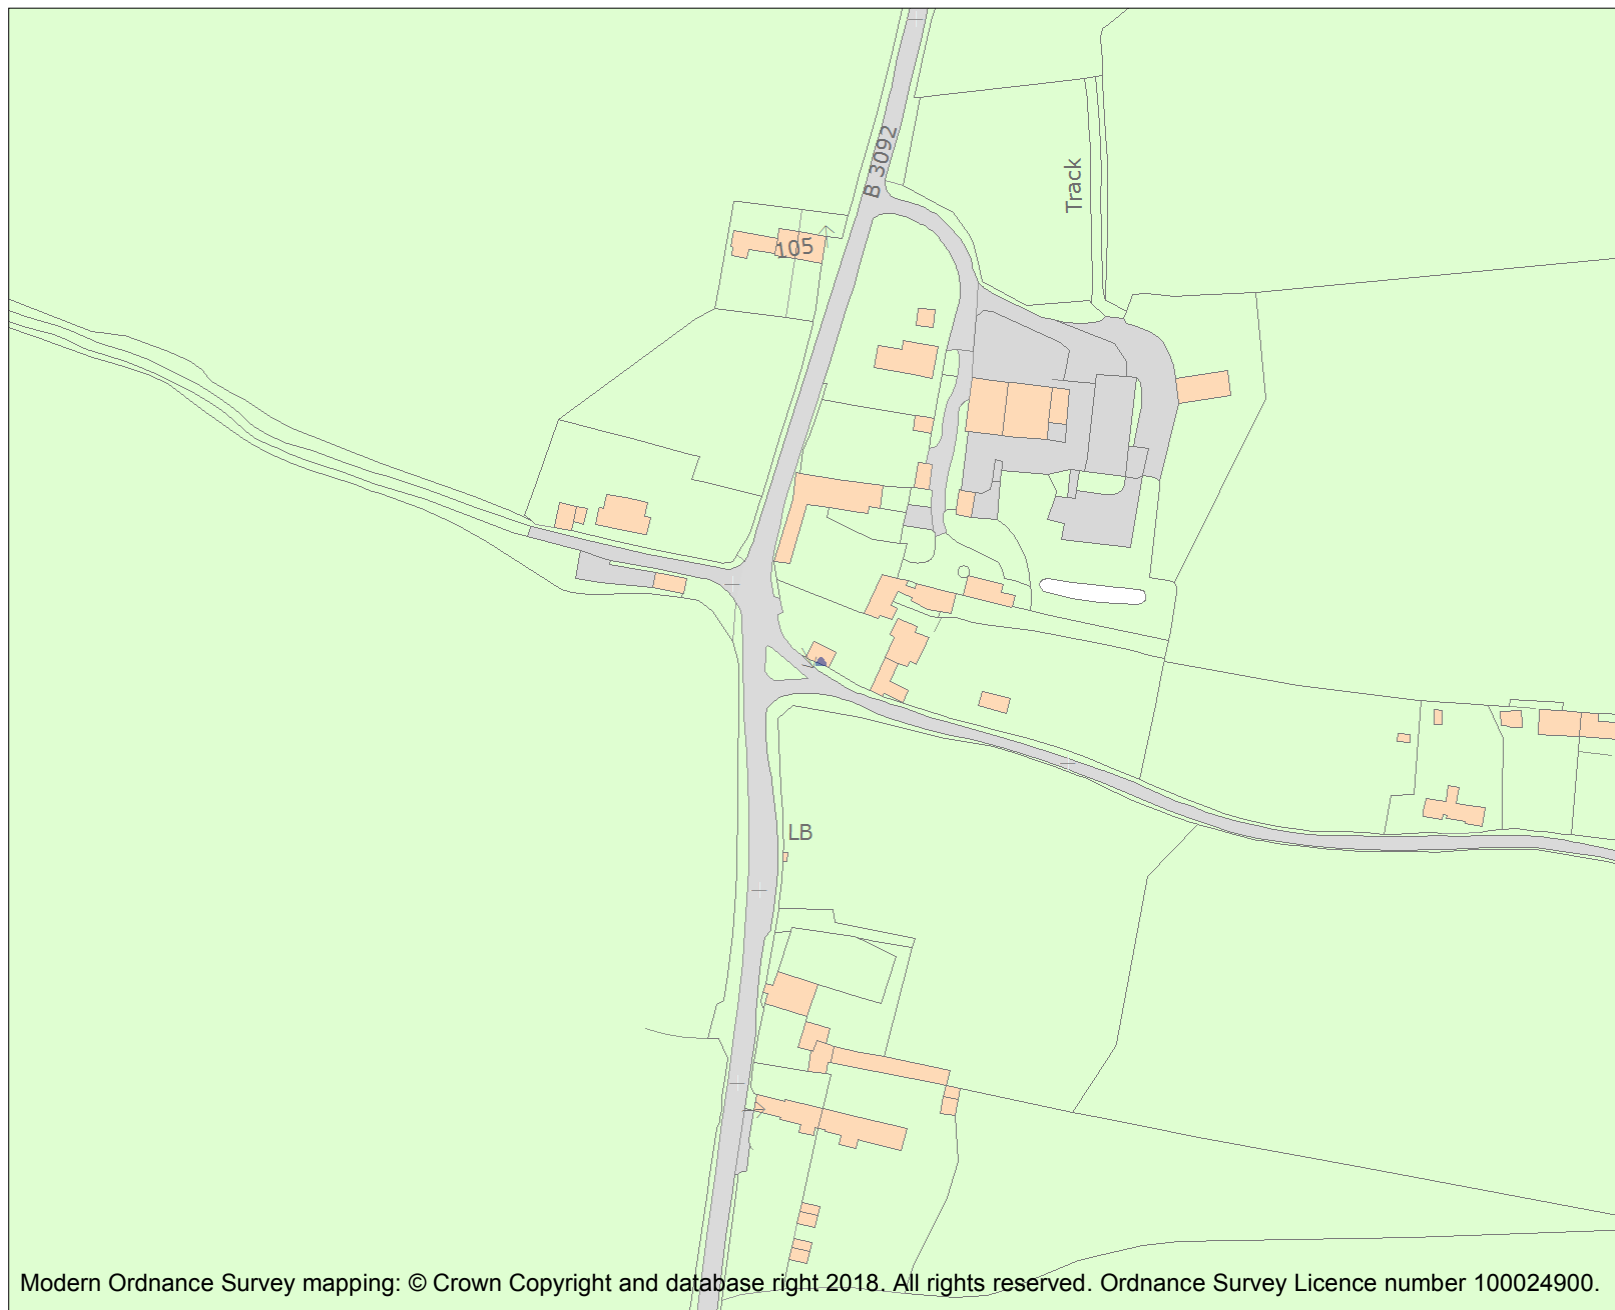 B 3092
Track
105
LB
Modern Ordnance Survey mapping: © Crown Copyright and database right 2018. All rights reserved. Ordnance Survey Licence number 100024900.